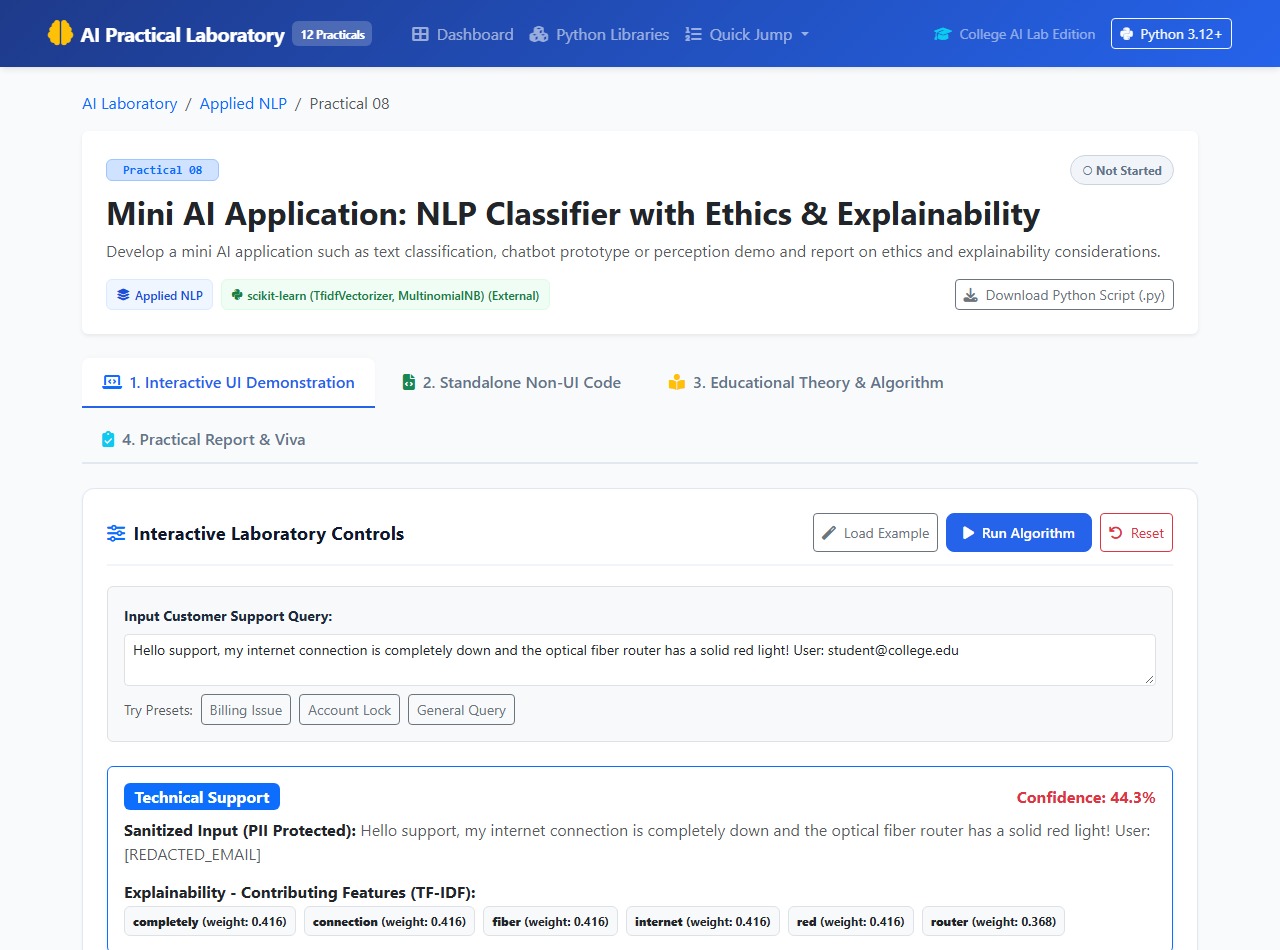 AI Practical Laboratory 12 Practicals Dashboard Python Libraries Quick Jump College AI Lab Edition Python 3.12+
AI Laboratory / Applied NLP / Practical 08
Practical 08 Not Started
Mini AI Application: NLP Classifier with Ethics & Explainability
Develop a mini AI application such as text classification, chatbot prototype or perception demo and report on ethics and explainability considerations.
Applied NLP scikit-learn (TfidfVectorizer, MultinomialNB) (External) Download Python Script (.py)
1. Interactive UI Demonstration 2. Standalone Non-UI Code 3. Educational Theory & Algorithm
4. Practical Report & Viva
Interactive Laboratory Controls Load Example Run Algorithm Reset
Input Customer Support Query:
Hello support, my internet connection is completely down and the optical fiber router has a solid red light! User: student@college.edu
Try Presets: Billing Issue Account Lock General Query
Technical Support Confidence: 44.3%
Sanitized Input (PII Protected): Hello support, my internet connection is completely down and the optical fiber router has a solid red light! User:
[REDACTED_EMAIL]
Explainability - Contributing Features (TF-IDF):
completely (weight: 0.416) connection (weight: 0.416) fiber (weight: 0.416) internet (weight: 0.416) red (weight: 0.416) router (weight: 0.368)